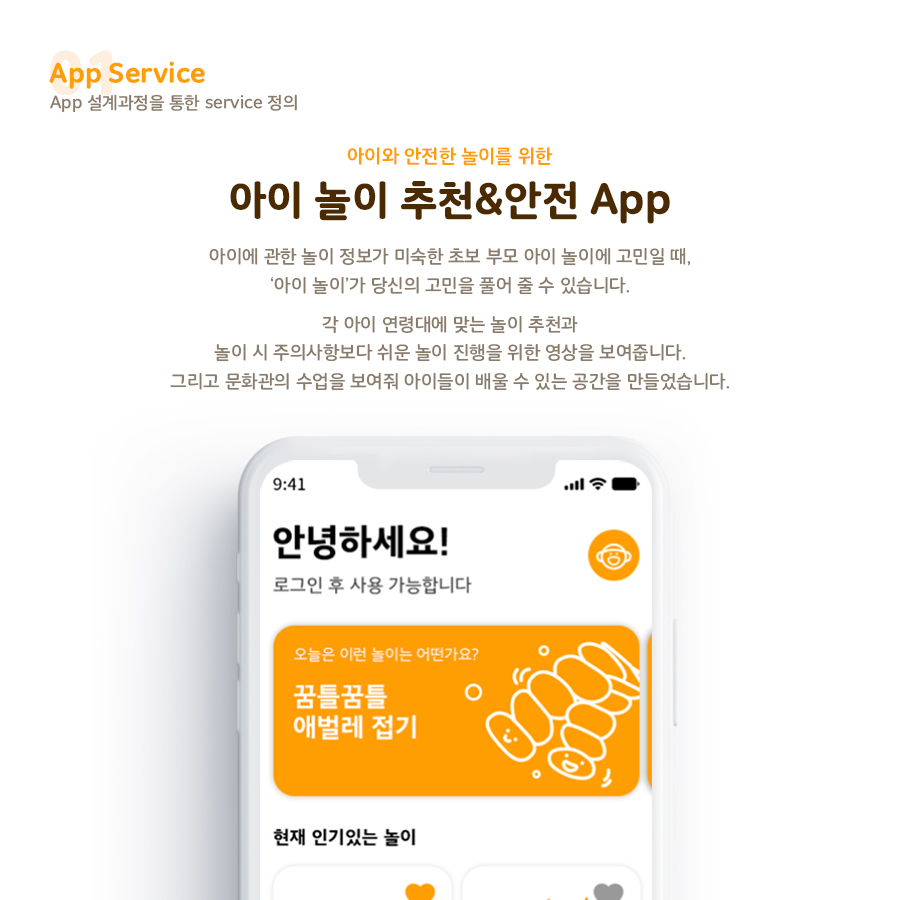 01
App Service
App 설계과정을 통한 service 정의
아이와 안전한 놀이를 위한
아이 놀이 추천&안전 App
아이에 관한 놀이 정보가 미숙한 초보 부모 아이 놀이에 고민일 때,
‘아이 놀이’가 당신의 고민을 풀어 줄 수 있습니다.
각 아이 연령대에 맞는 놀이 추천과
놀이 시 주의사항보다 쉬운 놀이 진행을 위한 영상을 보여줍니다.
그리고 문화관의 수업을 보여줘 아이들이 배울 수 있는 공간을 만들었습니다.
9:41
안녕하세요!
로그인 후 사용 가능합니다
오늘은 이런 놀이는 어떤가요?
꿈틀꿈틀
애벌레 접기
현재 인기있는 놀이